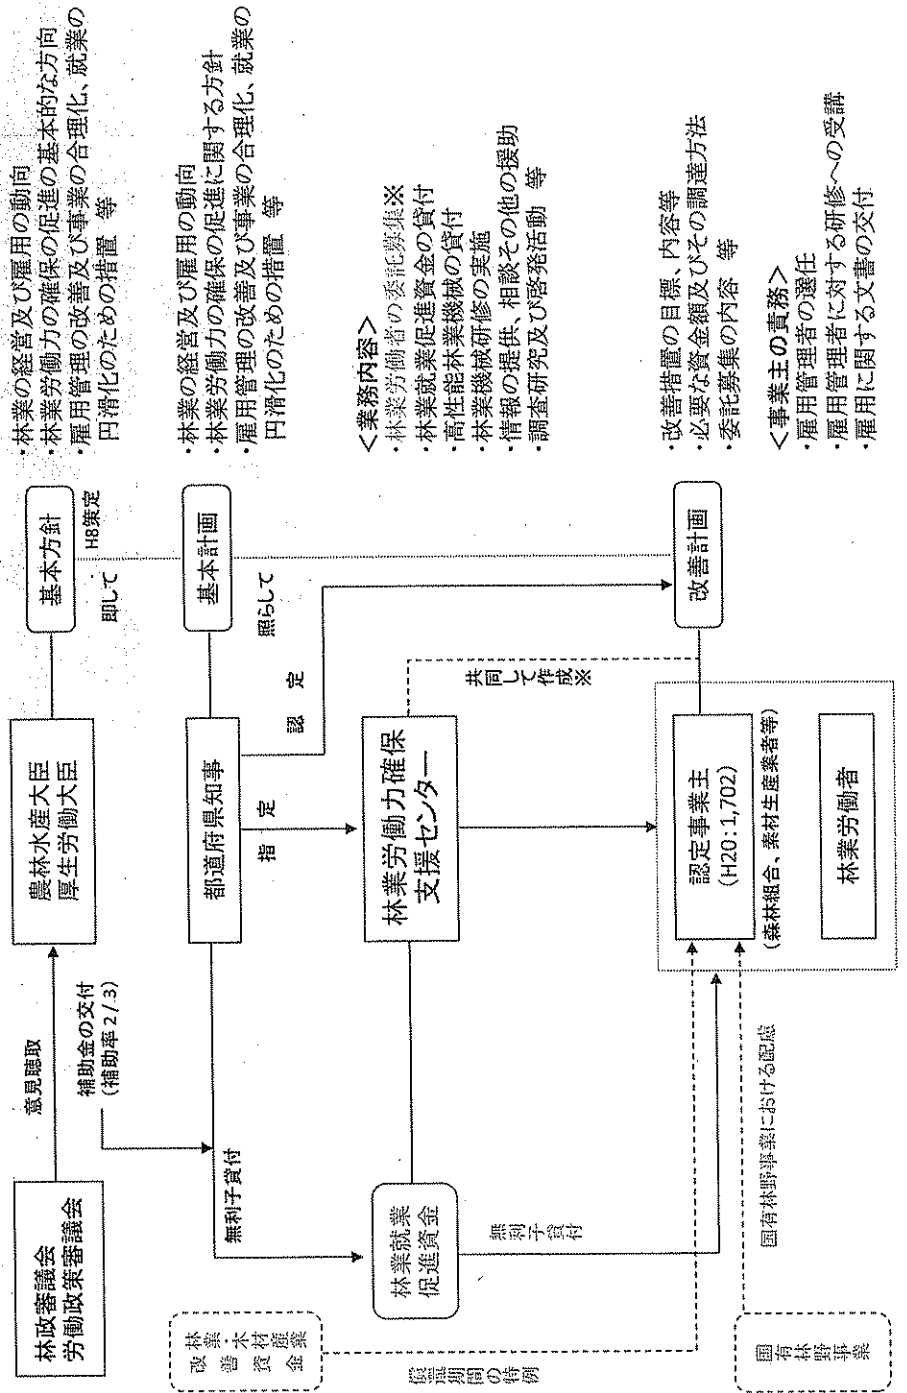 林政審議会
労働政策審議会
意見聴取
農林水産大臣
厚生労働大臣
基本方針
H8策定
即して
・林業の経営及び雇用の動向
・林業労働力の確保の促進の基本的な方向
・雇用管理の改善及び事業の合理化、就業の
円滑化のための措置 等
補助金の交付
(補助率2/3)
無利子貸付
都道府県知事
基本計画
照らして
指定
認定
・林業の経営及び雇用の動向
・林業労働力の確保の促進に関する方針
・雇用管理の改善及び事業の合理化、就業の
円滑化のための措置 等
林業・木材産業
改善資金
林業就業
促進資金
無利子貸付
償還期間の特例
林業労働力確保
支援センター
共同して作成※
<業務内容>
・林業労働者の委託募集※
・林業就業促進資金の貸付
・高性能林業機械の貸付
・林業機械研修の実施
・情報の提供、相談その他の援助
・調査研究及び啓発活動 等
国有林野事業
国有林野事業における配慮
認定事業主
(H20:1,702)
(森林組合、素材生産業者等)
林業労働者
改善計画
・改善措置の目標、内容等
・必要な資金額及びその調達方法
・委託募集の内容 等
<事業主の責務>
・雇用管理者の選任
・雇用管理者に対する研修への受講
・雇用に関する文書の交付